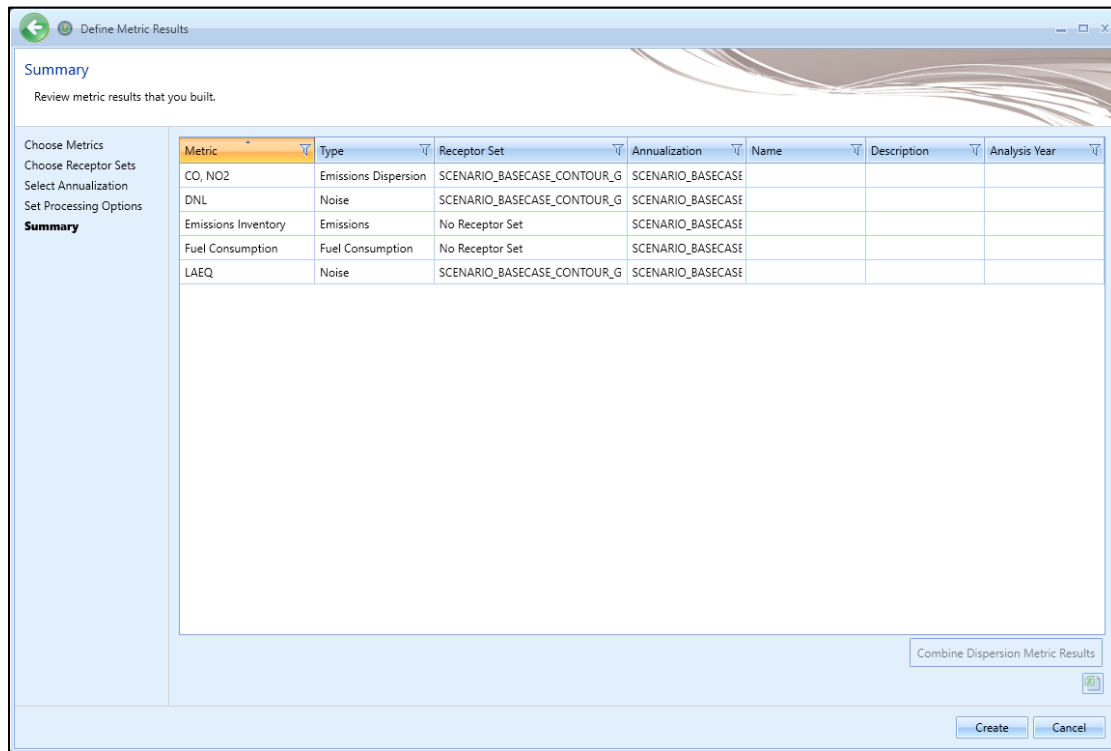 Define Metric Results
Summary
Review metric results that you built.
Choose Metrics
Choose Receptor Sets
Select Annualization
Set Processing Options
Summary
Metric Type Receptor Set Annualization Name Description Analysis Year
CO, NO2 Emissions Dispersion SCENARIO_BASECASE_CONTOUR_G SCENARIO_BASECASE
DNL Noise SCENARIO_BASECASE_CONTOUR_G SCENARIO_BASECASE
Emissions Inventory Emissions No Receptor Set SCENARIO_BASECASE
Fuel Consumption Fuel Consumption No Receptor Set SCENARIO_BASECASE
LAEQ Noise SCENARIO_BASECASE_CONTOUR_G SCENARIO_BASECASE
Combine Dispersion Metric Results
Create Cancel